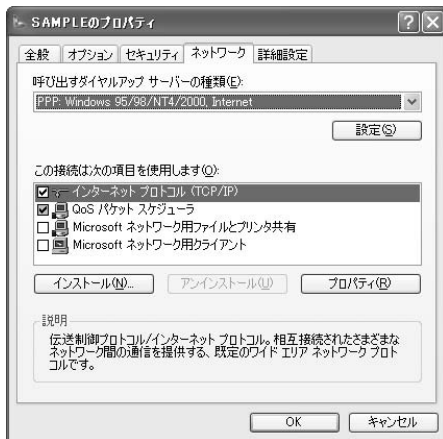 SAMPLEのプロパティ
全般 オプション セキュリティ ネットワーク 詳細設定
呼び出すダイヤルアップ サーバーの種類(E):
PPP: Windows 95/98/NT4/2000, Internet
設定(S)
この接続は次の項目を使用します(O):
インターネット プロトコル (TCP/IP)
QoS パケット スケジューラ
Microsoft ネットワーク用ファイルとプリンタ共有
Microsoft ネットワーク用クライアント
インストール(N)... アンインストール(U) プロパティ(R)
説明
伝送制御プロトコル/インターネット プロトコル。相互接続されたさまざまな
ネットワーク間の通信を提供する、既定のワイド エリア ネットワーク プロト
コルです。
OK キャンセル